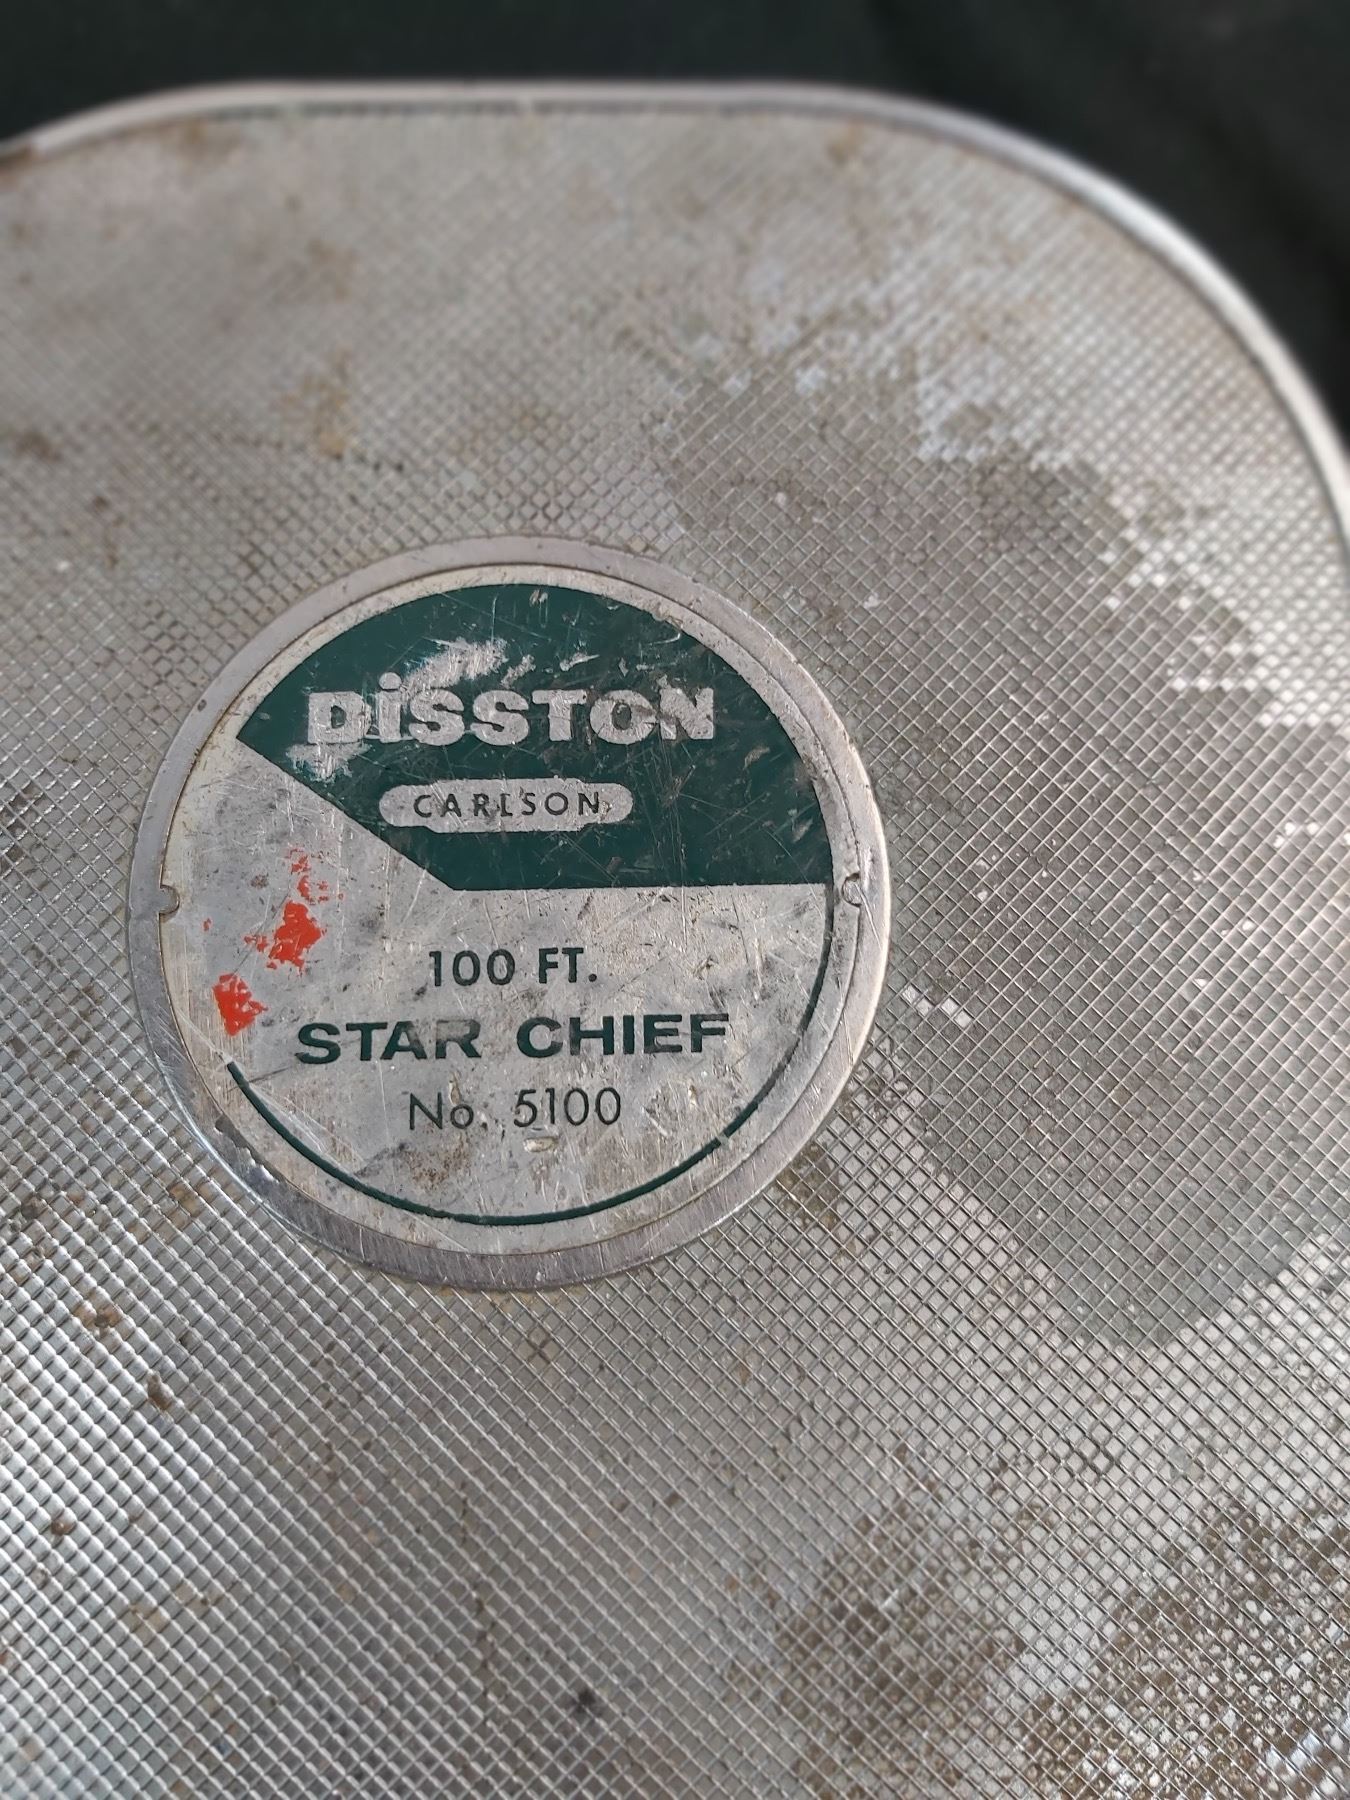 DiSSTON
CARLSON
100 FT.
STAR CHIEF
No. 5100